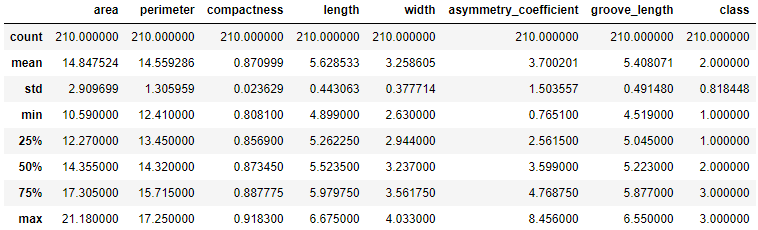 area perimeter compactness length width asymmetry_coefficient groove_length class
count 210.000000 210.000000 210.000000 210.000000 210.000000 210.000000 210.000000 210.000000
mean 14.847524 14.559286 0.870999 5.628533 3.258605 3.700201 5.408071 2.000000
std 2.909699 1.305959 0.023629 0.443063 0.377714 1.503557 0.491480 0.818448
min 10.590000 12.410000 0.808100 4.899000 2.630000 0.765100 4.519000 1.000000
25% 12.270000 13.450000 0.856900 5.262250 2.944000 2.561500 5.045000 1.000000
50% 14.355000 14.320000 0.873450 5.523500 3.237000 3.599000 5.223000 2.000000
75% 17.305000 15.715000 0.887775 5.979750 3.561750 4.768750 5.877000 3.000000
max 21.180000 17.250000 0.918300 6.675000 4.033000 8.456000 6.550000 3.000000